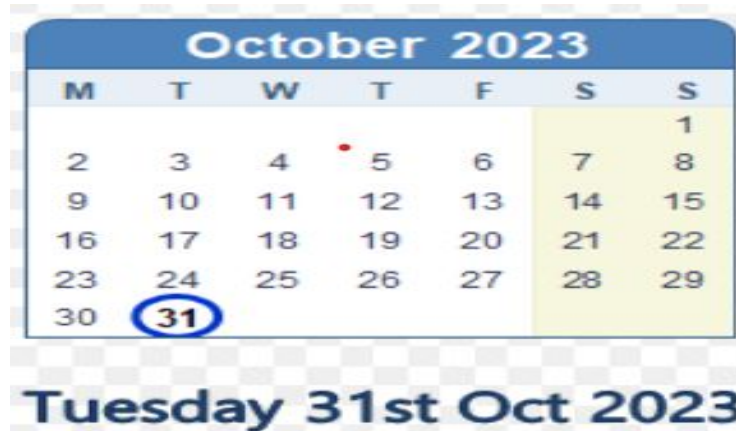 October 2023
M T W T F S S
1
2 3 4 5 6 7 8
9 10 11 12 13 14 15
16 17 18 19 20 21 22
23 24 25 26 27 28 29
30 31
Tuesday 31st Oct 2023